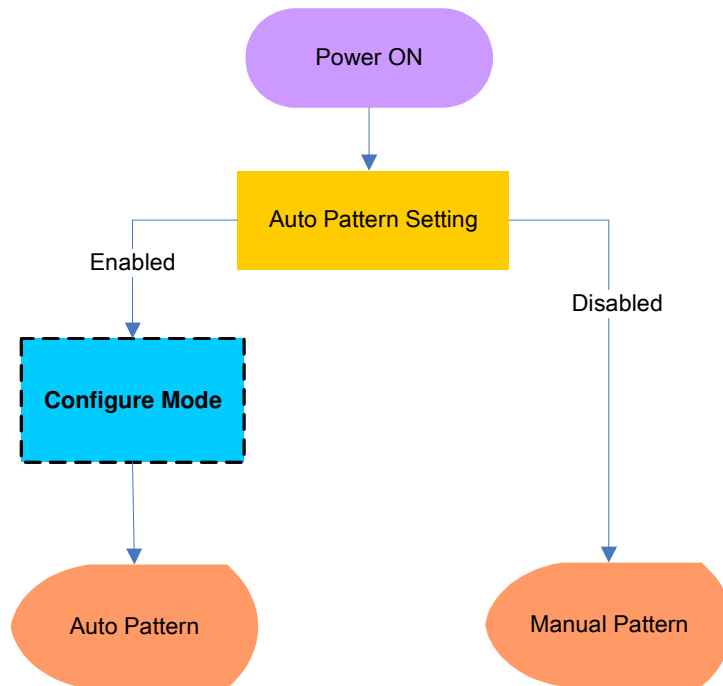 Power ON
Auto Pattern Setting
Enabled
Disabled
Configure Mode
Auto Pattern
Manual Pattern